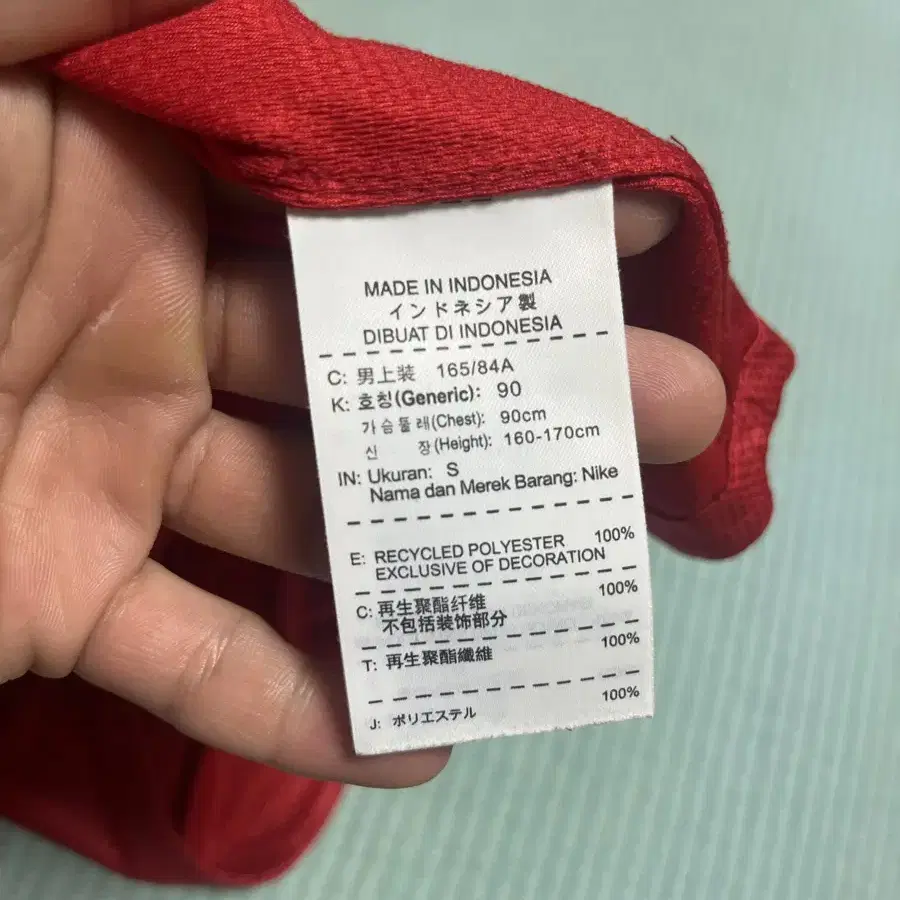 MADE IN INDONESIA
インドネシア製
DIBUAT DI INDONESIA
C: 男上装 165/84A
K: 호칭(Generic): 90
가슴둘레(Chest): 90cm
신 장(Height): 160-170cm
IN: Ukuran: S
Nama dan Merek Barang: Nike
E: RECYCLED POLYESTER 100%
EXCLUSIVE OF DECORATION
C: 再生聚酯纤维 100%
不包括装饰部分
T: 再生聚酯纖維 100%
J: ポリエステル 100%